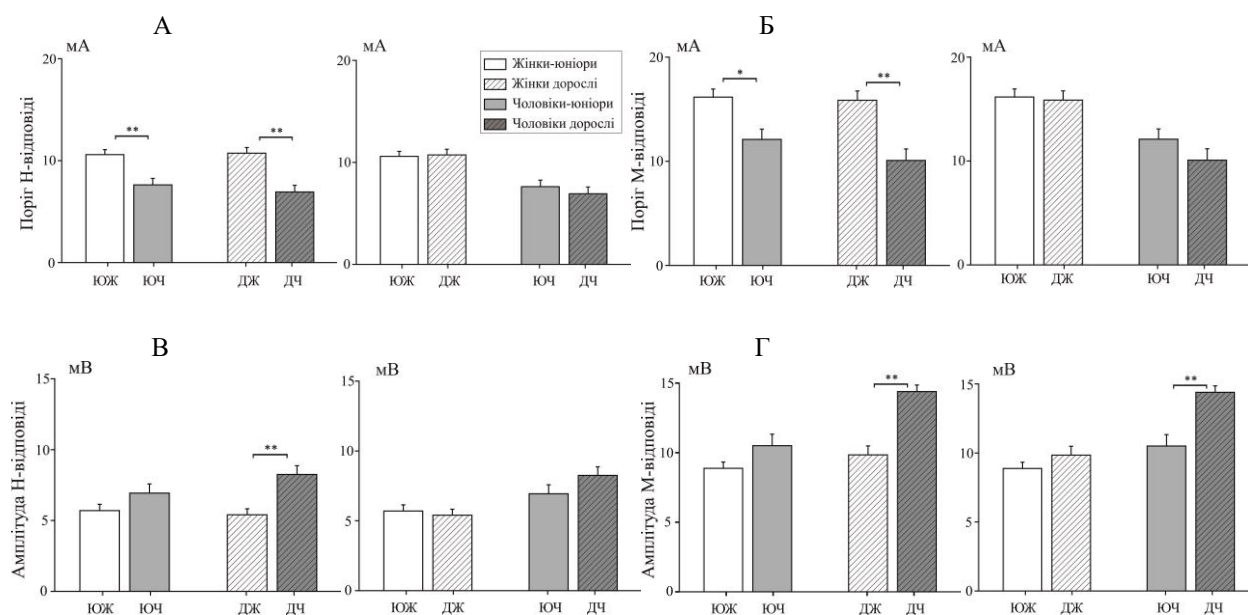 А
мА
Поріг Н-відповіді
20
10
0
**
**
ЮЖ ЮЧ ДЖ ДЧ
мА
20
10
0
Жінки-юніори
Жінки дорослі
Чоловіки-юніори
Чоловіки дорослі
ЮЖ ДЖ ЮЧ ДЧ
Б
мА
Поріг М-відповіді
20
10
0
*
**
ЮЖ ЮЧ ДЖ ДЧ
мА
20
10
0
ЮЖ ДЖ ЮЧ ДЧ
В
мВ
Амплітуда Н-відповіді
15
10
5
0
**
ЮЖ ЮЧ ДЖ ДЧ
мВ
15
10
5
0
ЮЖ ДЖ ЮЧ ДЧ
Г
мВ
Амплітуда М-відповіді
15
10
5
0
**
ЮЖ ЮЧ ДЖ ДЧ
мВ
15
10
5
0
**
ЮЖ ДЖ ЮЧ ДЧ